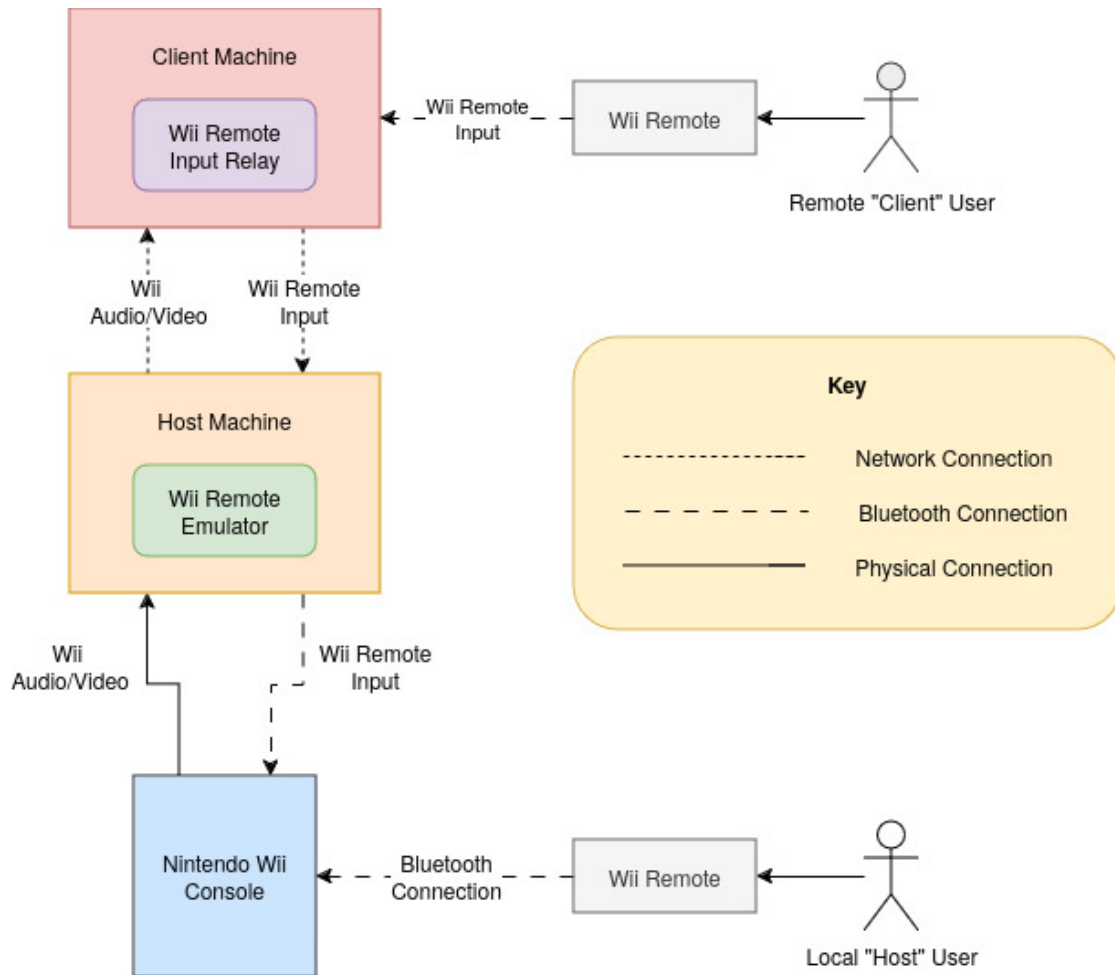 Client Machine
Wii Remote
Input Relay
Wii Remote
Input
Wii Remote
Remote "Client" User
Wii
Audio/Video
Wii Remote
Input
Host Machine
Wii Remote
Emulator
Key
Network Connection
Bluetooth Connection
Physical Connection
Wii
Audio/Video
Wii Remote
Input
Nintendo Wii
Console
Bluetooth
Connection
Wii Remote
Local "Host" User